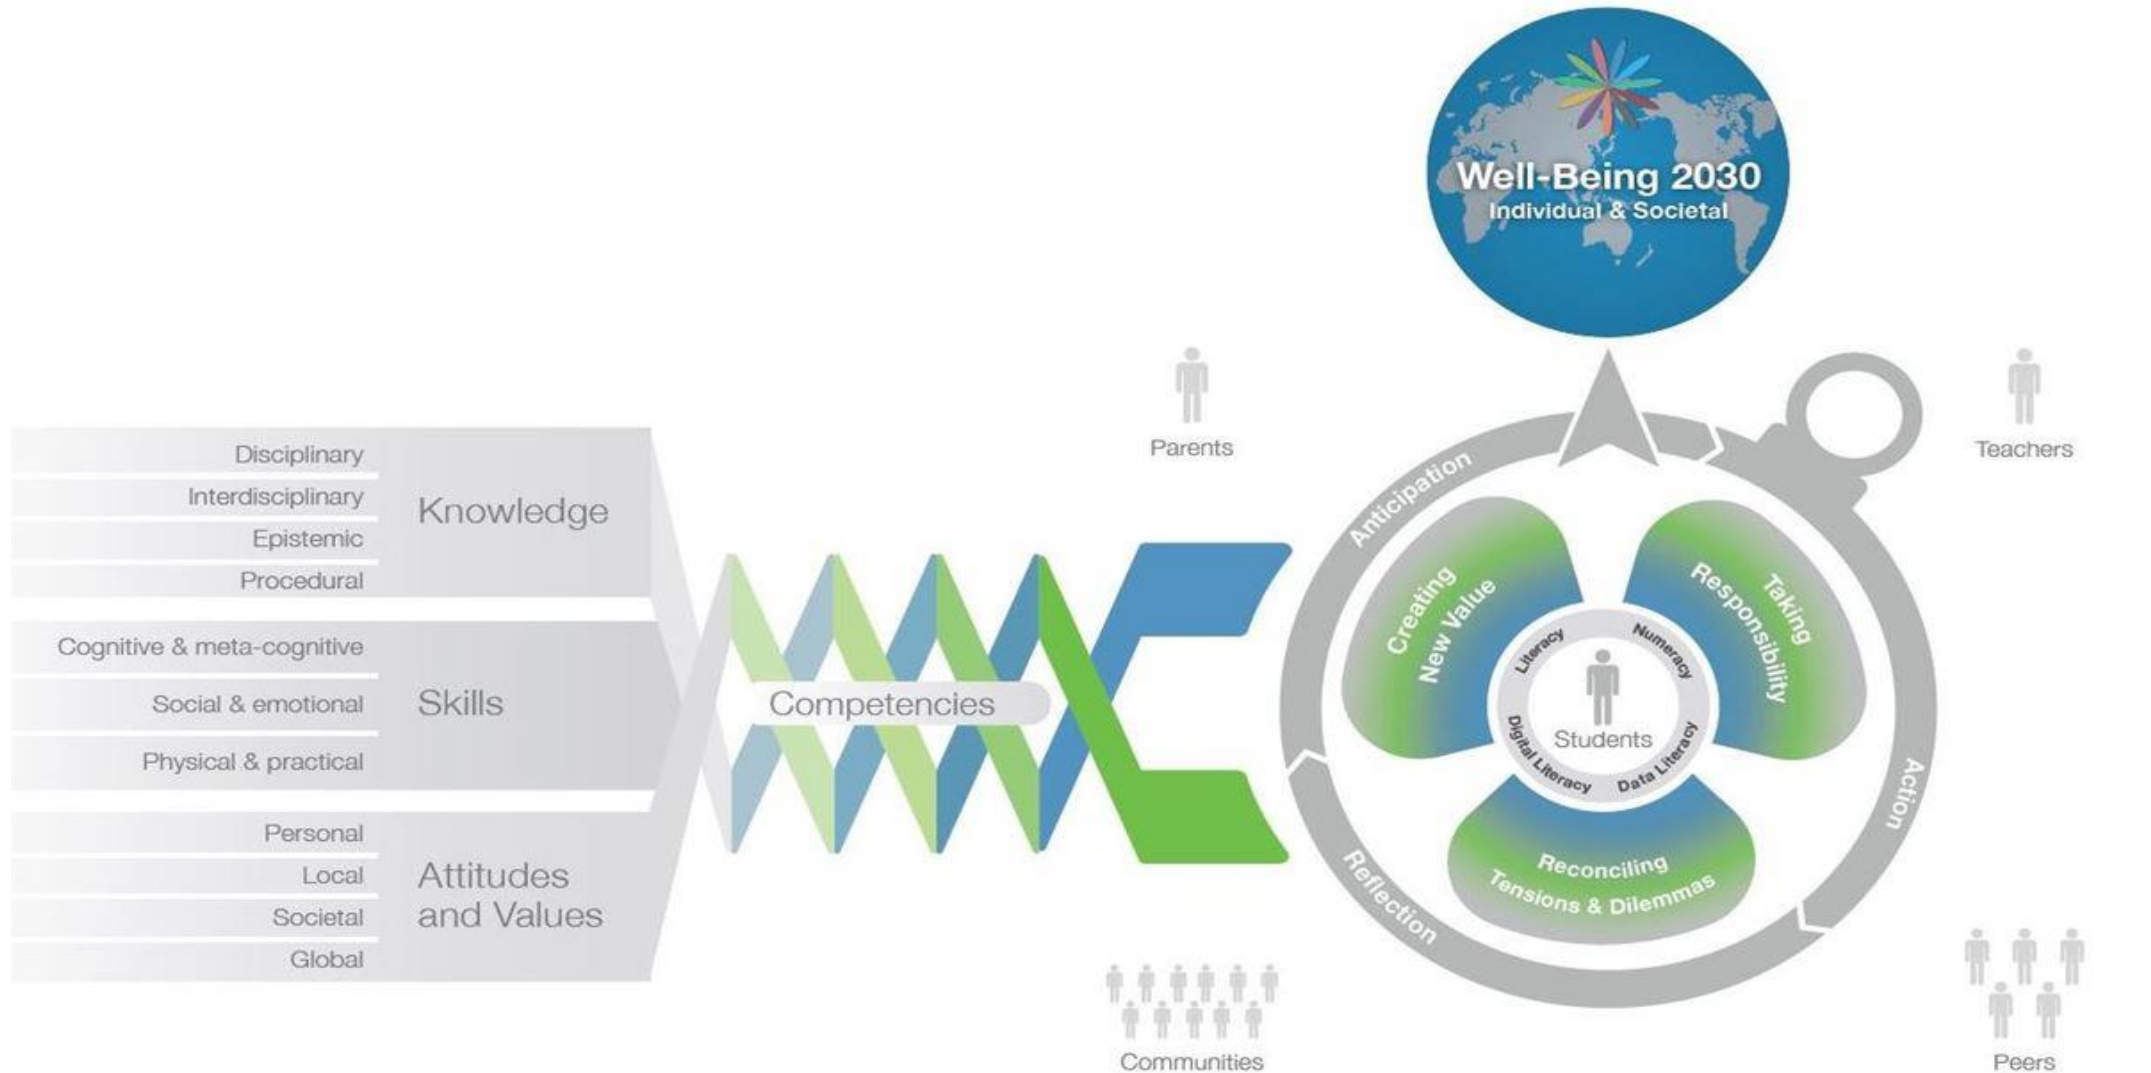 Well-Being 2030
Individual & Societal
Parents
Teachers
Disciplinary
Interdisciplinary
Epistemic
Procedural
Knowledge
Cognitive & meta-cognitive
Social & emotional
Physical & practical
Skills
Personal
Local
Societal
Global
Attitudes
and Values
Competencies
Anticipation
Action
Reflection
Creating
New Value
Taking
Responsibility
Reconciling
Tensions & Dilemmas
Literacy
Numeracy
Data Literacy
Digital Literacy
Students
Communities
Peers